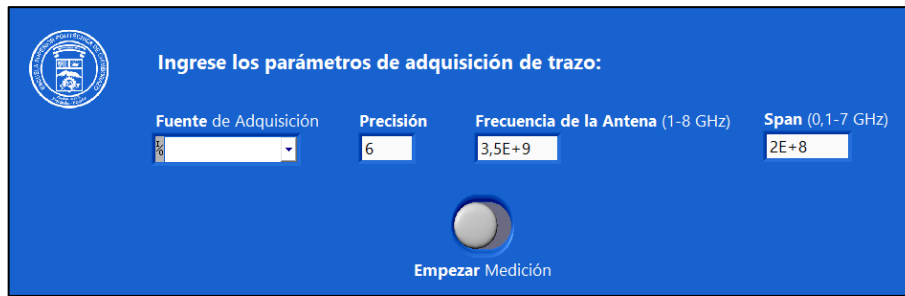 Ingrese los parámetros de adquisición de trazo:
Fuente de Adquisición Precisión Frecuencia de la Antena (1-8 GHz) Span (0,1-7 GHz)
I/O 6 3,5E+9 2E+8
Empezar Medición